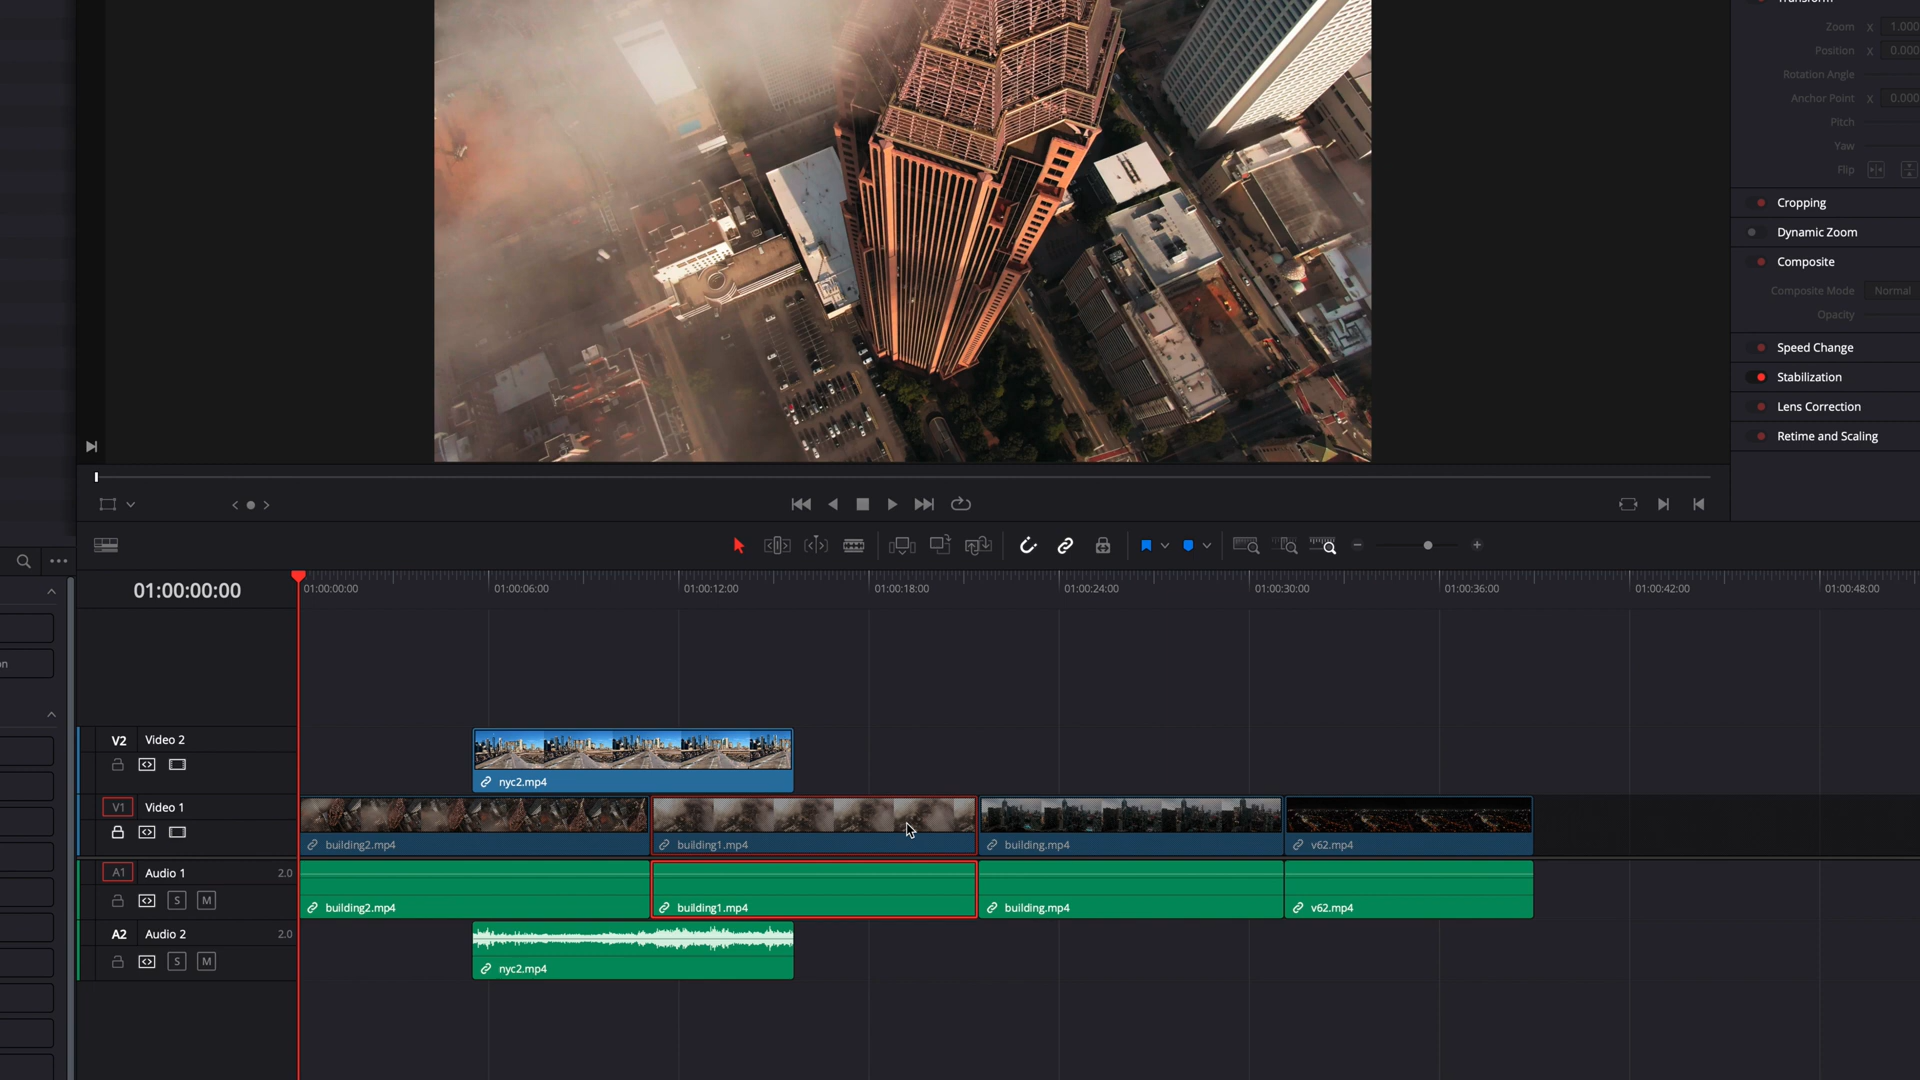 Transform
Zoom X 1.000
Position X 0.000
Rotation Angle
Anchor Point X 0.000
Pitch
Yaw
Flip
Cropping
Dynamic Zoom
Composite
Composite Mode Normal
Opacity
Speed Change
Stabilization
Lens Correction
Retime and Scaling
01:00:00:00
01:00:00:00 01:00:06:00 01:00:12:00 01:00:18:00 01:00:24:00 01:00:30:00 01:00:36:00 01:00:42:00 01:00:48:00
on
V2 Video 2
nyc2.mp4
V1 Video 1
building2.mp4 building1.mp4 building.mp4 v62.mp4
A1 Audio 1 2.0
S M
building2.mp4 building1.mp4 building.mp4 v62.mp4
A2 Audio 2 2.0
S M
nyc2.mp4